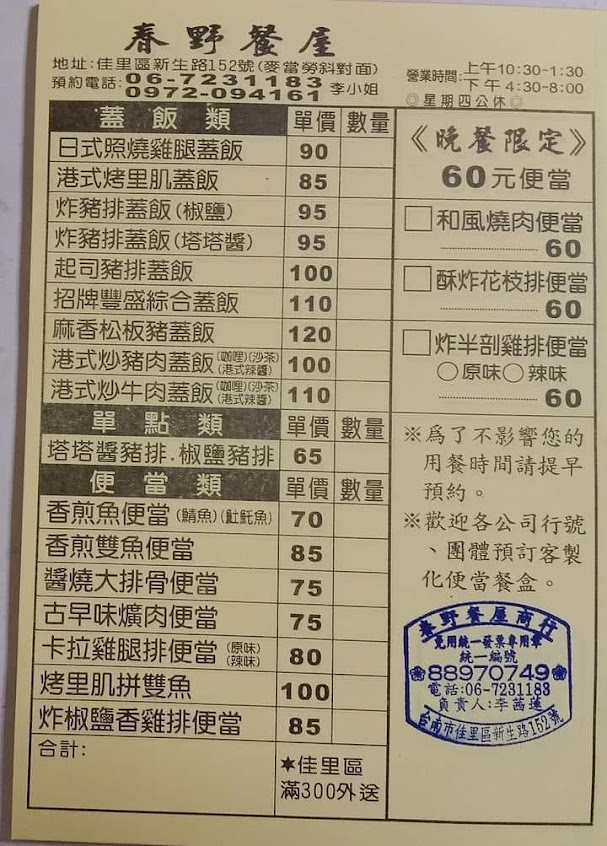 春野餐屋
地址:佳里區新生路152號(麥當勞斜對面)
預約電話:06-7231183
0972-094161 李小姐
營業時間:上午10:30-1:30
下午4:30-8:00
◎星期四公休◎
蓋飯類 單價 數量
日式照燒雞腿蓋飯 90
港式烤里肌蓋飯 85
炸豬排蓋飯(椒鹽) 95
炸豬排蓋飯(塔塔醬) 95
起司豬排蓋飯 100
招牌豐盛綜合蓋飯 110
麻香松板豬蓋飯 120
港式炒豬肉蓋飯(咖哩)(沙茶)(港式辣醬) 100
港式炒牛肉蓋飯(咖哩)(沙茶)(港式辣醬) 110
單點類 單價 數量
塔塔醬豬排.椒鹽豬排 65
便當類 單價 數量
香煎魚便當(鯖魚)(魠魠魚) 70
香煎雙魚便當 85
醬燒大排骨便當 75
古早味爌肉便當 75
卡拉雞腿排便當(原味)(辣味) 80
烤里肌拼雙魚 100
炸椒鹽香雞排便當 85
合計:
✶佳里區
滿300外送
《晚餐限定》
60元便當
□和風燒肉便當
60
□酥炸花枝排便當
60
□炸半剖雞排便當
○原味○辣味
60
※為了不影響您的
用餐時間請提早
預約。
※歡迎各公司行號
、團體預訂客製
化便當餐盒。
春野餐屋商行
免用統一發票專用章
統一編號
88970749
電話:06-7231183
負責人:李茜蓮
台南市佳里區新生路152號